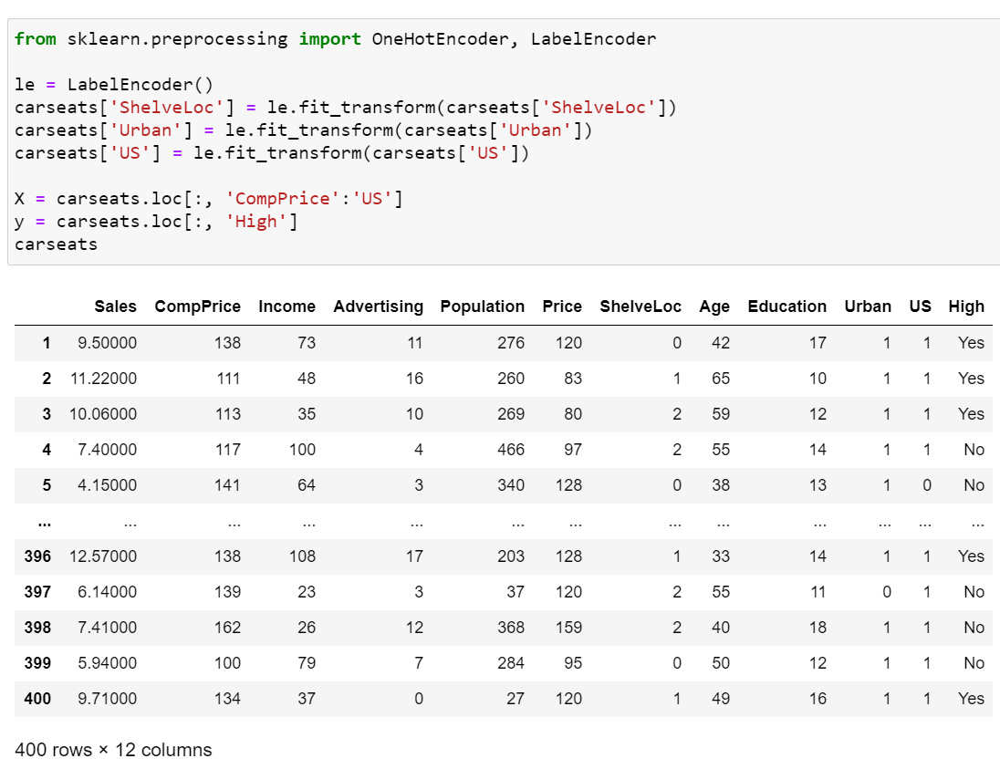 from sklearn.preprocessing import OneHotEncoder, LabelEncoder
le = LabelEncoder()
carseats['ShelveLoc'] = le.fit_transform(carseats['ShelveLoc'])
carseats['Urban'] = le.fit_transform(carseats['Urban'])
carseats['US'] = le.fit_transform(carseats['US'])
X = carseats.loc[:, 'CompPrice':'US']
y = carseats.loc[:, 'High']
carseats
Sales CompPrice Income Advertising Population Price ShelveLoc Age Education Urban US High
1 9.50000 138 73 11 276 120 0 42 17 1 1 Yes
2 11.22000 111 48 16 260 83 1 65 10 1 1 Yes
3 10.06000 113 35 10 269 80 2 59 12 1 1 Yes
4 7.40000 117 100 4 466 97 2 55 14 1 1 No
5 4.15000 141 64 3 340 128 0 38 13 1 0 No
... ... ... ... ... ... ... ... ... ... ... ... ...
396 12.57000 138 108 17 203 128 1 33 14 1 1 Yes
397 6.14000 139 23 3 37 120 2 55 11 0 1 No
398 7.41000 162 26 12 368 159 2 40 18 1 1 No
399 5.94000 100 79 7 284 95 0 50 12 1 1 No
400 9.71000 134 37 0 27 120 1 49 16 1 1 Yes
400 rows × 12 columns